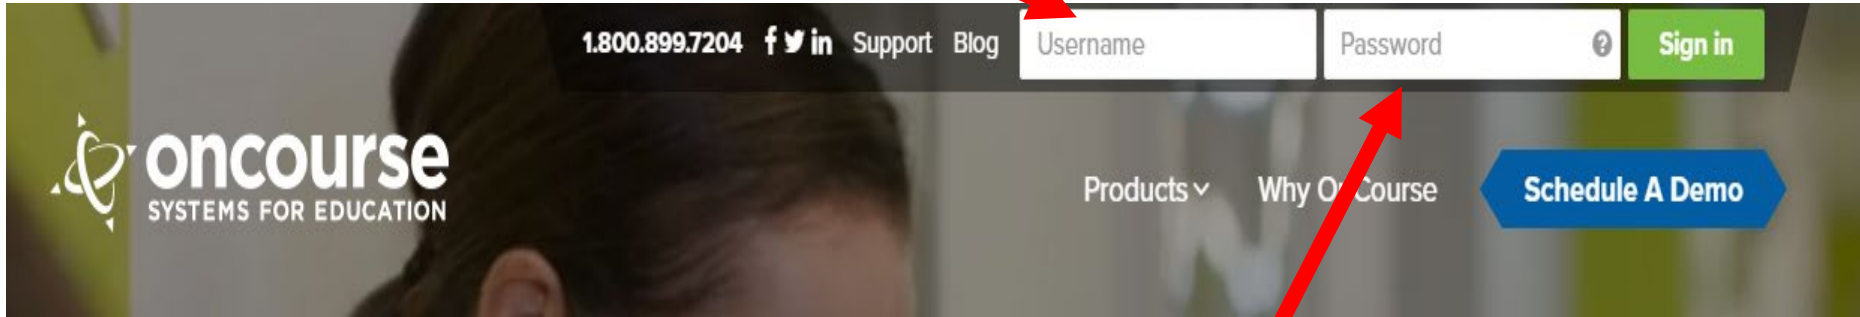 1.800.899.7204 Support Blog Username Password ? Sign in
oncourse
SYSTEMS FOR EDUCATION
Products Why OnCourse Schedule A Demo